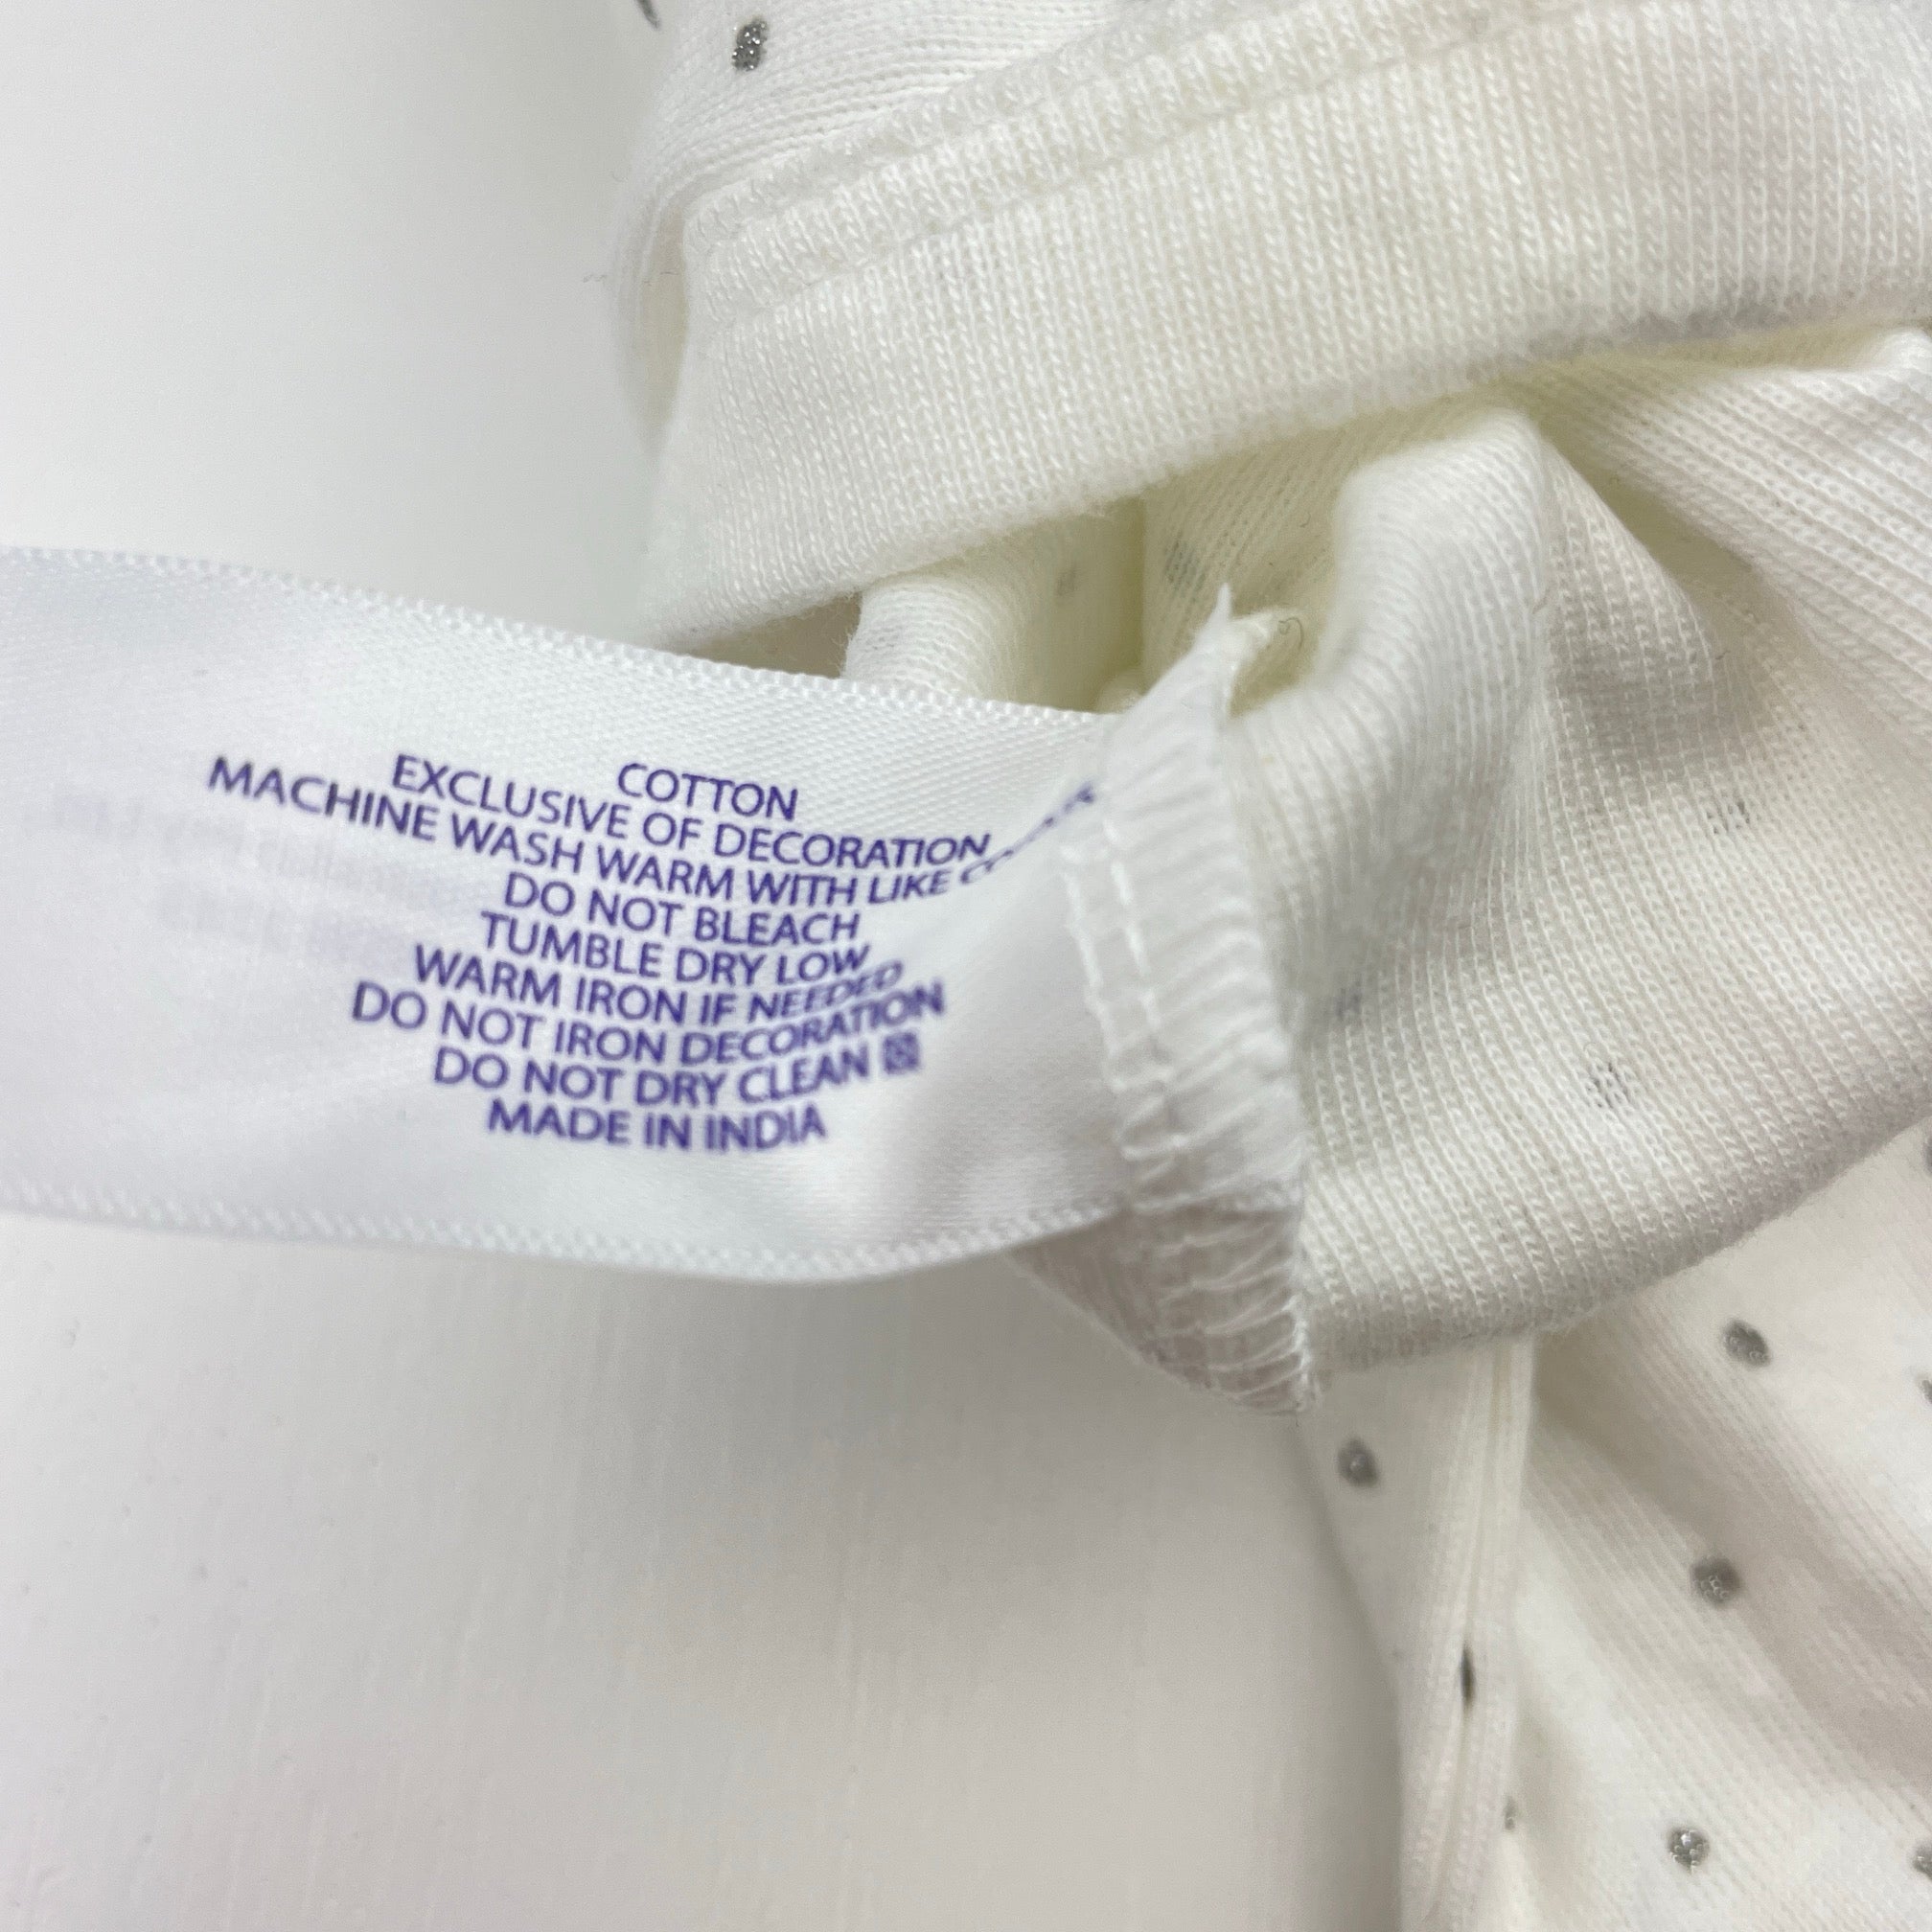 COTTON
EXCLUSIVE OF DECORATION
MACHINE WASH WARM WITH LIKE
DO NOT BLEACH
TUMBLE DRY LOW
WARM IRON IF NEEDED
DO NOT IRON DECORATION
DO NOT DRY CLEAN
MADE IN INDIA